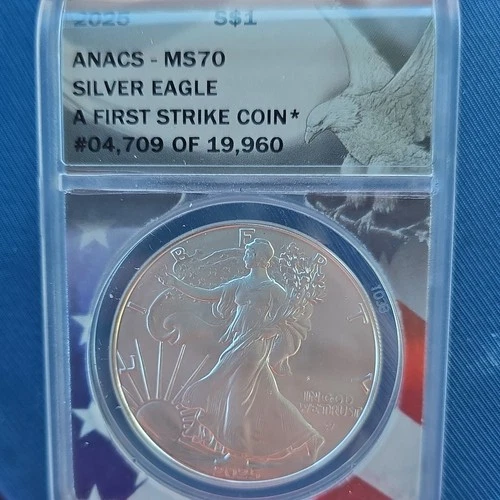 2025 S$1
ANACS - MS70
SILVER EAGLE
A FIRST STRIKE COIN*
#04,709 OF 19,960
LIBERTY
1038
IN GOD
WE TRUST